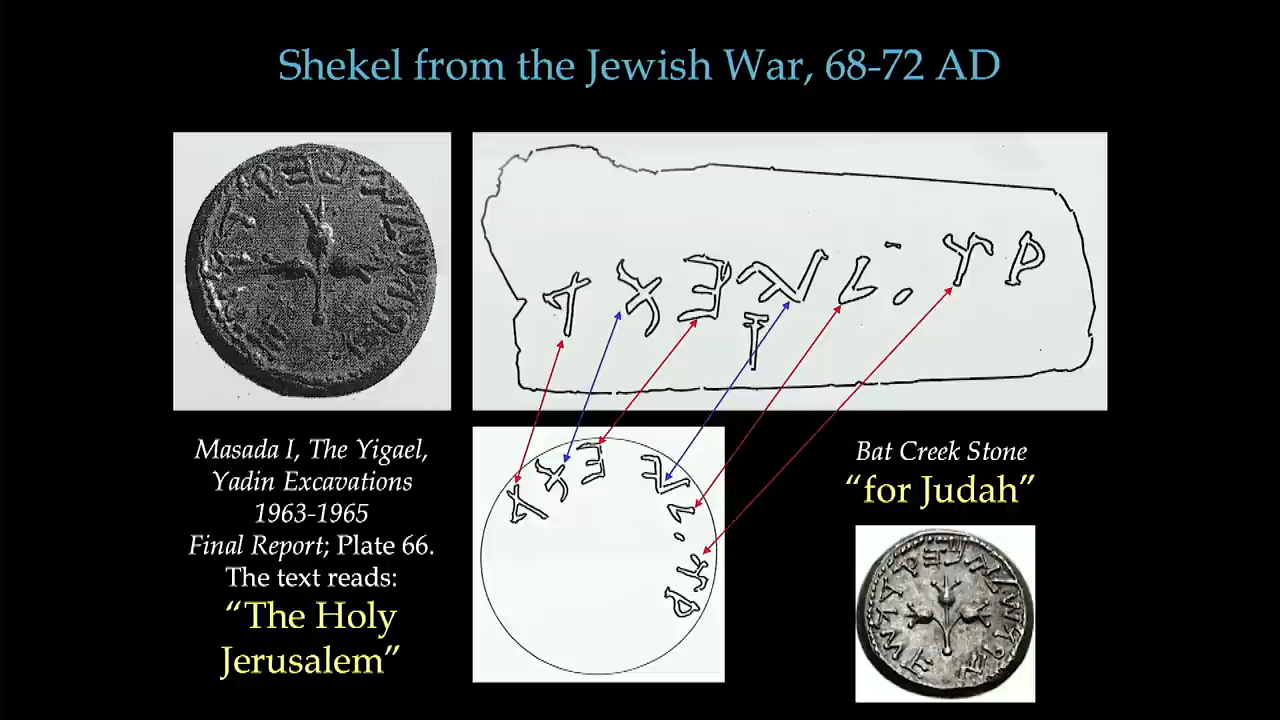 Shekel from the Jewish War, 68-72 AD
Masada I, The Yigael,
Yadin Excavations
1963-1965
Final Report; Plate 66.
The text reads:
“The Holy
Jerusalem”
Bat Creek Stone
“for Judah”